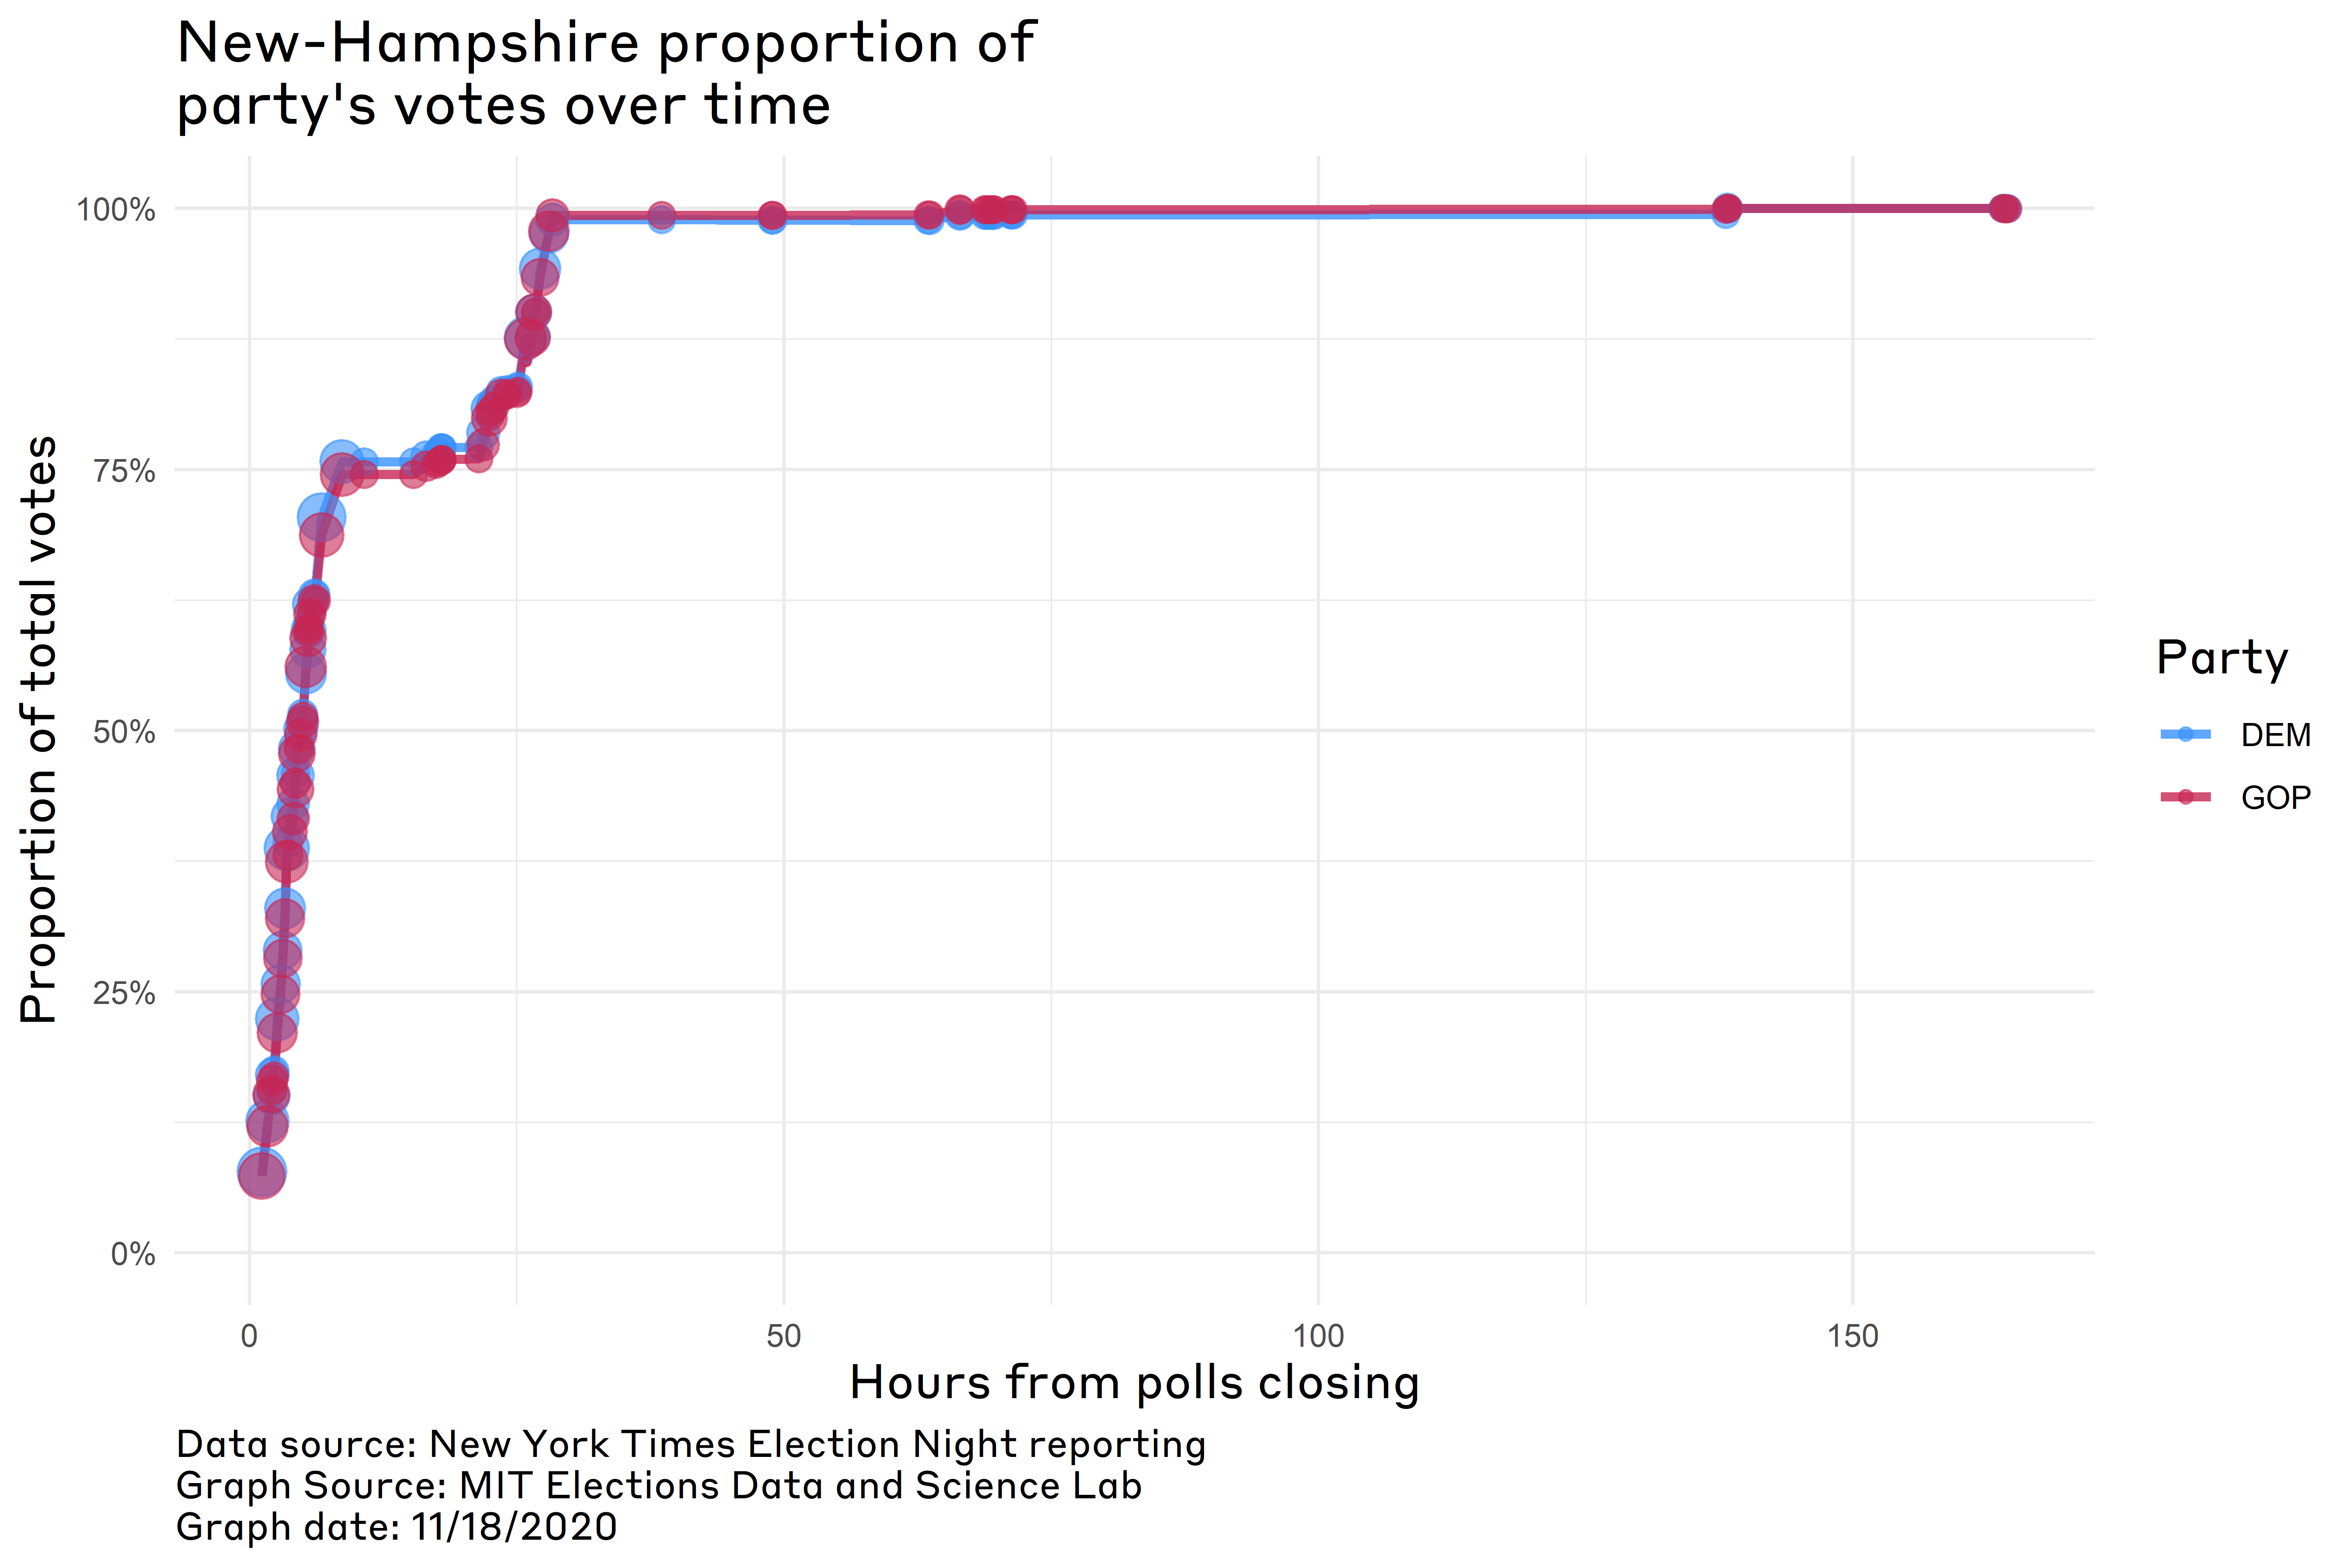 New-Hampshire proportion of
party's votes over time
Proportion of total votes
100%
75%
50%
25%
0%
0
50
100
150
Hours from polls closing
Party
DEM
GOP
Data source: New York Times Election Night reporting
Graph Source: MIT Elections Data and Science Lab
Graph date: 11/18/2020